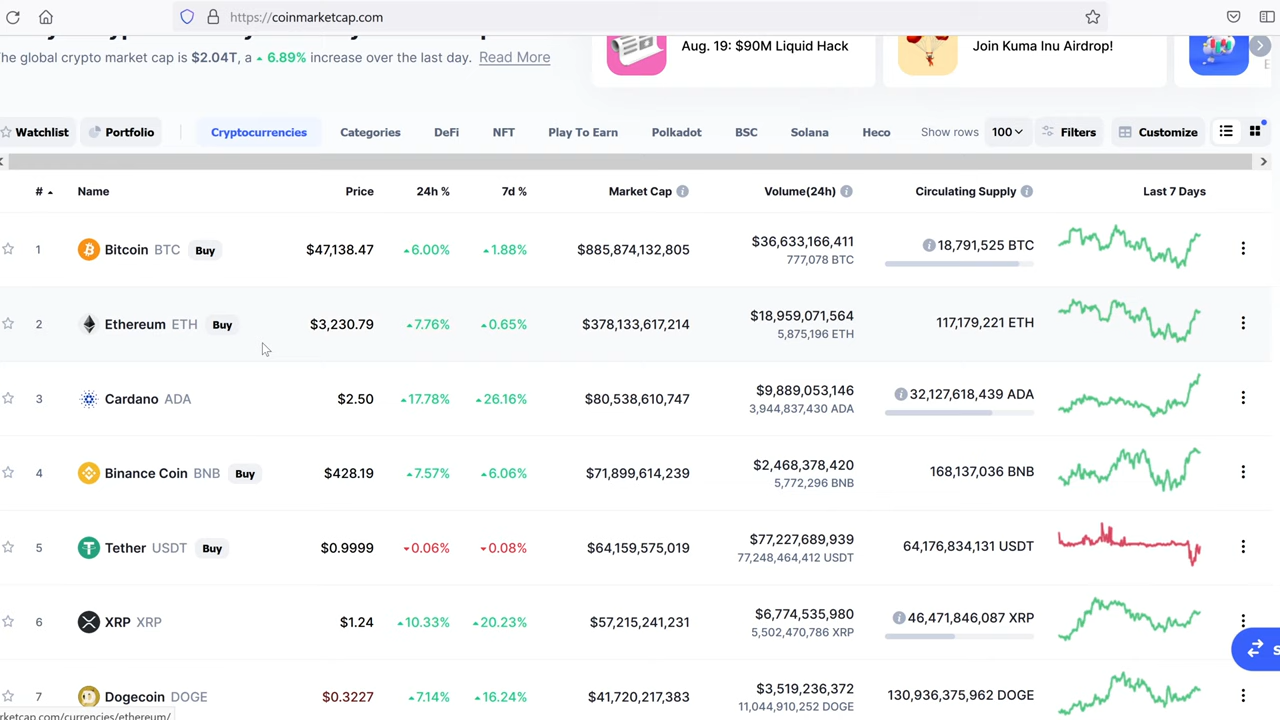 https://coinmarketcap.com
The global crypto market cap is $2.04T, a 6.89% increase over the last day. Read More
Aug. 19: $90M Liquid Hack
Join Kuma Inu Airdrop!
Watchlist Portfolio Cryptocurrencies Categories DeFi NFT Play To Earn Polkadot BSC Solana Heco Show rows 100 Filters Customize
# Name Price 24h % 7d % Market Cap Volume(24h) Circulating Supply Last 7 Days
1 Bitcoin BTC Buy $47,138.47 6.00% 1.88% $885,874,132,805 $36,633,166,411 18,791,525 BTC
777,078 BTC
2 Ethereum ETH Buy $3,230.79 7.76% 0.65% $378,133,617,214 $18,959,071,564 117,179,221 ETH
5,875,196 ETH
3 Cardano ADA $2.50 17.78% 26.16% $80,538,610,747 $9,889,053,146 32,127,618,439 ADA
3,944,837,430 ADA
4 Binance Coin BNB Buy $428.19 7.57% 6.06% $71,899,614,239 $2,468,378,420 168,137,036 BNB
5,772,296 BNB
5 Tether USDT Buy $0.9999 0.06% 0.08% $64,159,575,019 $77,227,689,939 64,176,834,131 USDT
77,248,464,412 USDT
6 XRP XRP $1.24 10.33% 20.23% $57,215,241,231 $6,774,535,980 46,471,846,087 XRP
5,502,470,786 XRP
7 Dogecoin DOGE $0.3227 7.14% 16.24% $41,720,217,383 $3,519,236,372 130,936,375,962 DOGE
11,044,910,252 DOGE
rketcap.com/currencies/ethereum/